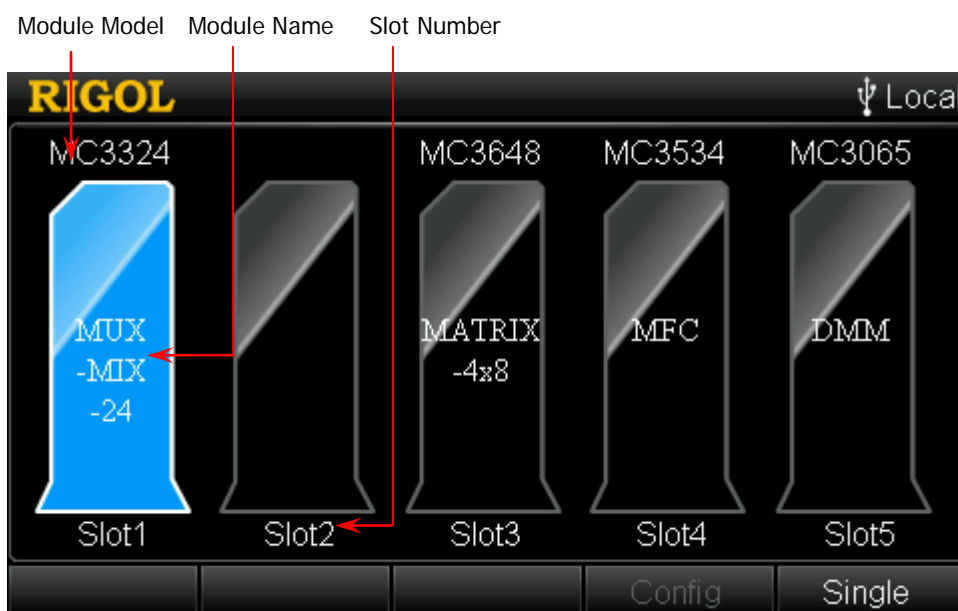 Module Model Module Name Slot Number
RIGOL Local
MC3324 MC3648 MC3534 MC3065
MUX
-MIX
-24
MATRIX
-4x8
MFC
DMM
Slot1 Slot2 Slot3 Slot4 Slot5
Config Single